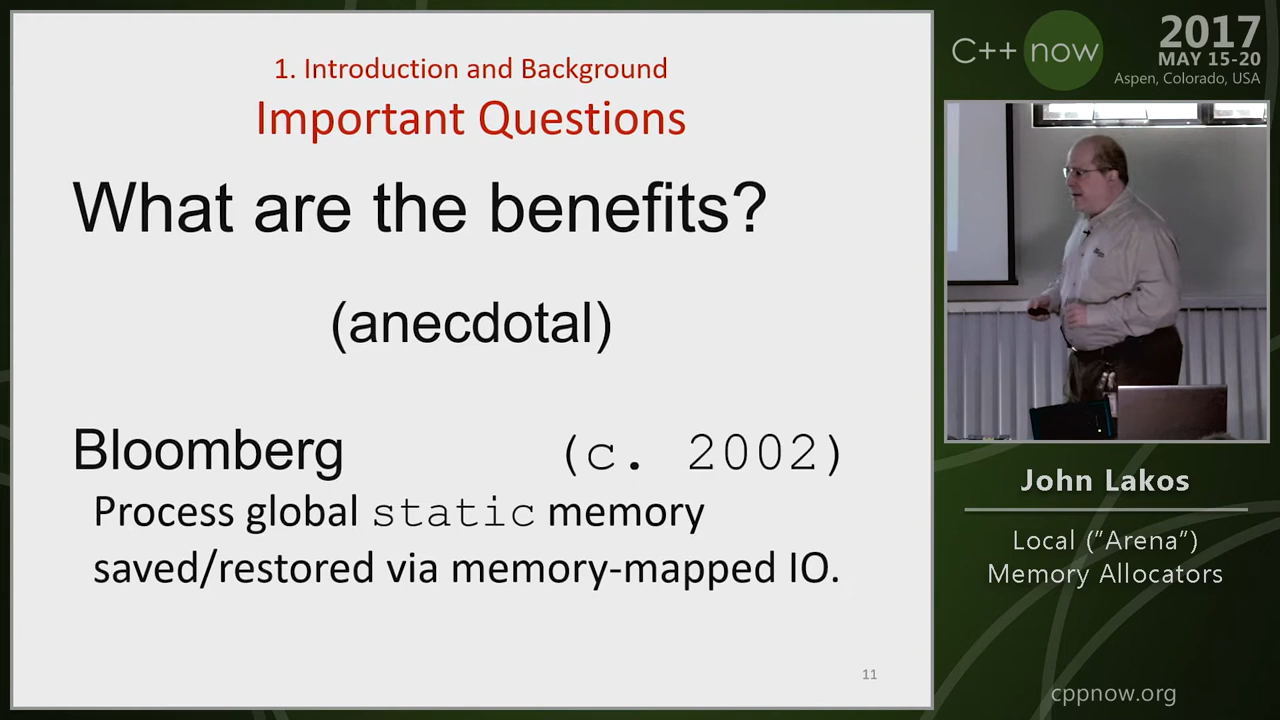 1. Introduction and Background
Important Questions
What are the benefits?
(anecdotal)
Bloomberg (c. 2002)
Process global static memory
saved/restored via memory-mapped IO.
11
C++ now
2017
MAY 15-20
Aspen, Colorado, USA
John Lakos
Local (”Arena”)
Memory Allocators
cppnow.org